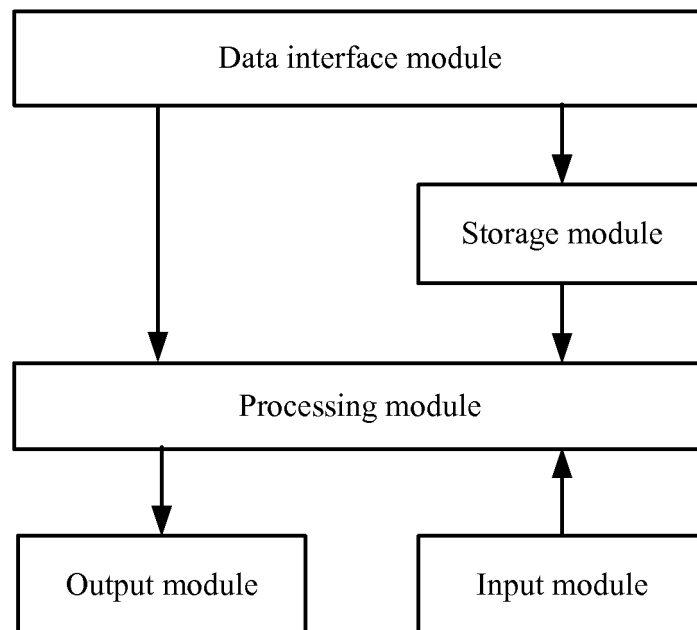 Data interface module
Storage module
Processing module
Output module
Input module